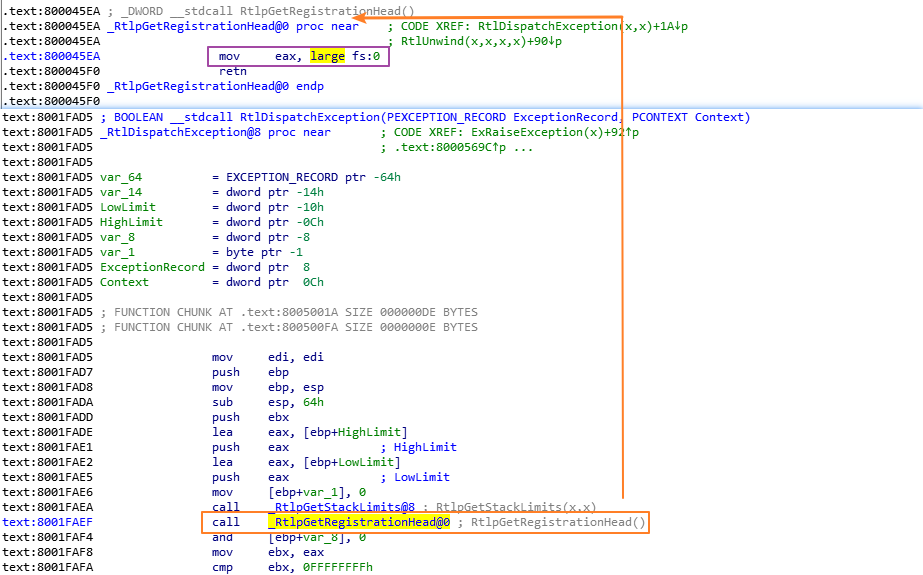 .text:800045EA ; _DWORD __stdcall RtlpGetRegistrationHead()
.text:800045EA _RtlpGetRegistrationHead@0 proc near    ; CODE XREF: RtlDispatchException(x,x)+1A↓p
.text:800045EA                                         ; RtlUnwind(x,x,x,x)+90↓p
.text:800045EA                 mov     eax, large fs:0
.text:800045F0                 retn
.text:800045F0 _RtlpGetRegistrationHead@0 endp
.text:800045F0
text:8001FAD5 ; BOOLEAN __stdcall RtlDispatchException(PEXCEPTION_RECORD ExceptionRecord, PCONTEXT Context)
text:8001FAD5 _RtlDispatchException@8 proc near       ; CODE XREF: ExRaiseException(x)+92↑p
text:8001FAD5                                         ; .text:8000569C↑p ...
text:8001FAD5
text:8001FAD5 var_64          = EXCEPTION_RECORD ptr -64h
text:8001FAD5 var_14          = dword ptr -14h
text:8001FAD5 LowLimit        = dword ptr -10h
text:8001FAD5 HighLimit       = dword ptr -0Ch
text:8001FAD5 var_8           = dword ptr -8
text:8001FAD5 var_1           = byte ptr -1
text:8001FAD5 ExceptionRecord = dword ptr  8
text:8001FAD5 Context         = dword ptr  0Ch
text:8001FAD5
text:8001FAD5 ; FUNCTION CHUNK AT .text:8005001A SIZE 000000DE BYTES
text:8001FAD5 ; FUNCTION CHUNK AT .text:800500FA SIZE 0000000E BYTES
text:8001FAD5
text:8001FAD5                 mov     edi, edi
text:8001FAD7                 push    ebp
text:8001FAD8                 mov     ebp, esp
text:8001FADA                 sub     esp, 64h
text:8001FADD                 push    ebx
text:8001FADE                 lea     eax, [ebp+HighLimit]
text:8001FAE1                 push    eax             ; HighLimit
text:8001FAE2                 lea     eax, [ebp+LowLimit]
text:8001FAE5                 push    eax             ; LowLimit
text:8001FAE6                 mov     [ebp+var_1], 0
text:8001FAEA                 call    _RtlpGetStackLimits@8 ; RtlpGetStackLimits(x,x)
text:8001FAEF                 call    _RtlpGetRegistrationHead@0 ; RtlpGetRegistrationHead()
text:8001FAF4                 and     [ebp+var_8], 0
text:8001FAF8                 mov     ebx, eax
text:8001FAFA                 cmp     ebx, 0FFFFFFFFh